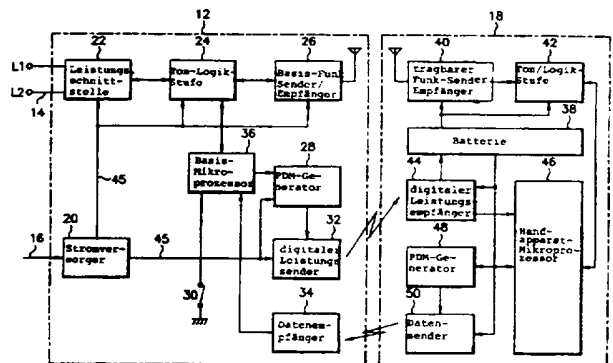 12
18
22
24
26
40
42
L1
L2
14
Leistungs
schnitt
stelle
Ton-Logik-
Stufe
Basis-Funk
Sender/
Empfänger
tragbarer
Funk-Sender
Empfänger
Ton/Logik-
Stufe
38
Batterie
36
28
44
46
Basis-
Mikro-
prozessor
PDM-Ge-
nerator
digitaler
Leistungs
empfänger
Hand-
apparat-
Mikropro-
zessor
45
20
32
48
16
Stromver-
sorger
45
digitaler
Leistungs
sender
PDM-Ge-
nerator
30
34
50
Datenem-
pfänger
Daten-
sender